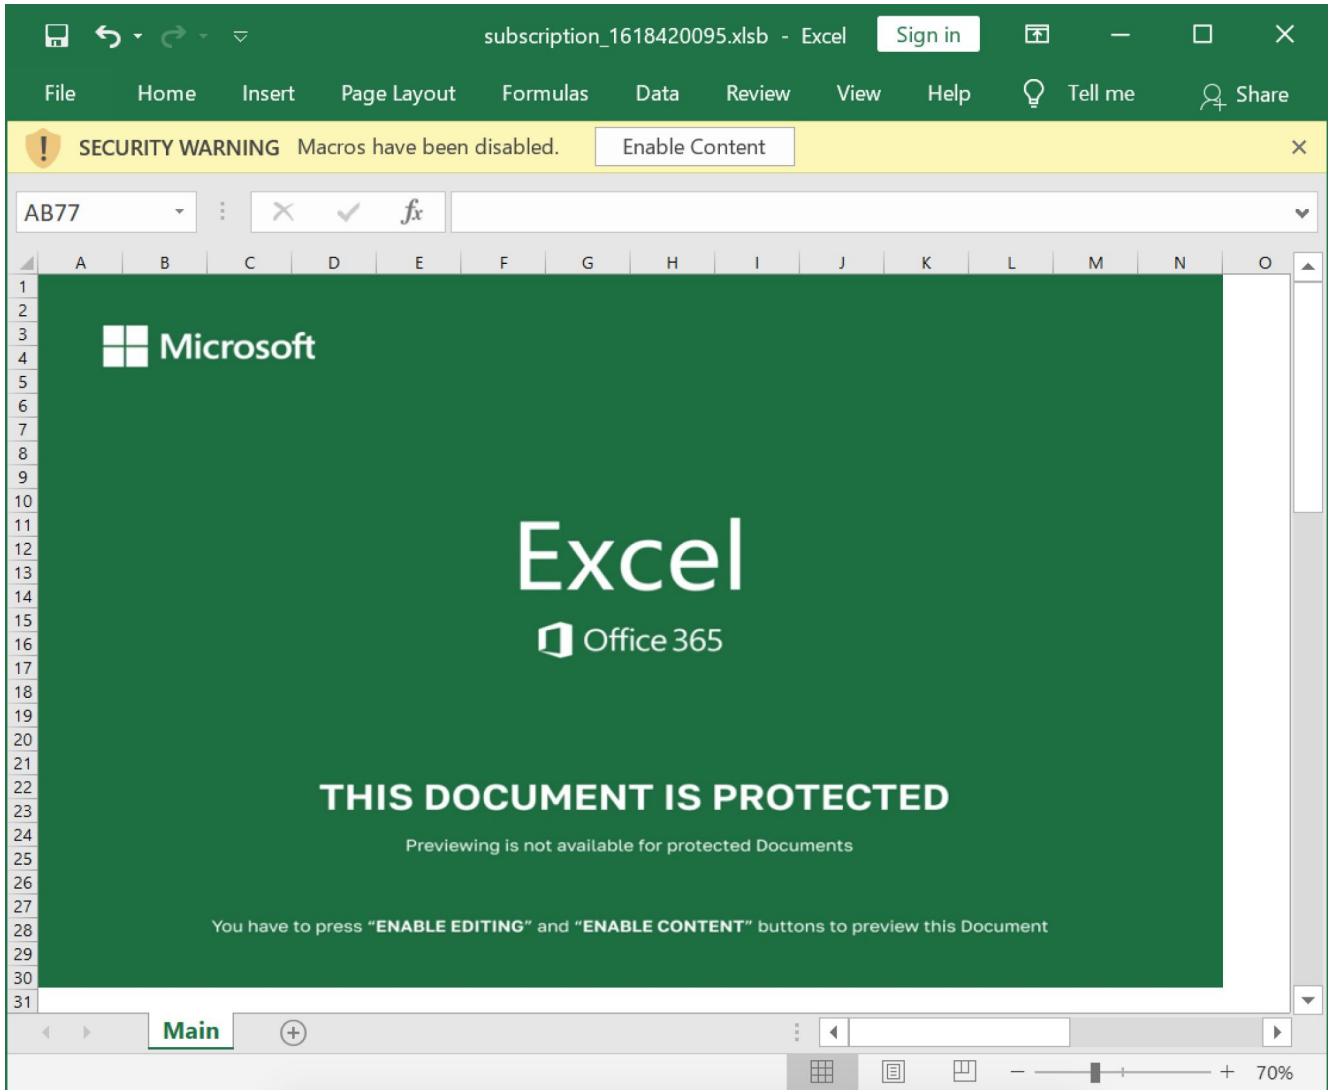 subscription_1618420095.xlsb - Excel Sign in
File Home Insert Page Layout Formulas Data Review View Help Tell me Share
SECURITY WARNING Macros have been disabled. Enable Content
AB77 fx
A B C D E F G H I J K L M N O
1
2
3
4
5
6
7
8
9
10
11
12
13
14
15
16
17
18
19
20
21
22
23
24
25
26
27
28
29
30
31
Microsoft
Excel
Office 365
THIS DOCUMENT IS PROTECTED
Previewing is not available for protected Documents
You have to press “ENABLE EDITING” and “ENABLE CONTENT” buttons to preview this Document
Main
70%